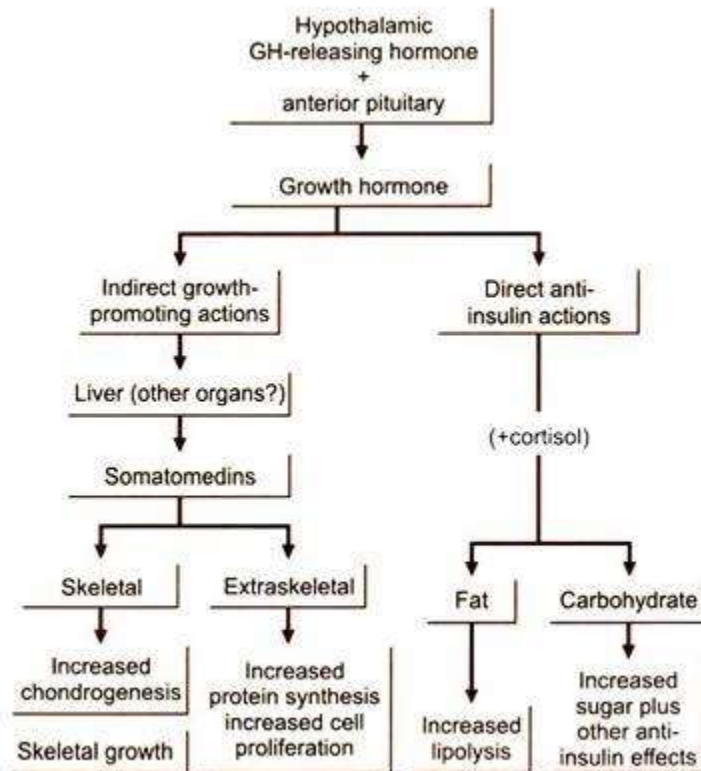 Hypothalamic
GH-releasing hormone
+
anterior pituitary
Growth hormone
Indirect growth-
promoting actions
Direct anti-
insulin actions
Liver (other organs?)
(+cortisol)
Somatomedins
Skeletal
Extraskeletal
Fat
Carbohydrate
Increased
chondrogenesis
Skeletal growth
Increased
protein synthesis
increased cell
proliferation
Increased
lipolysis
Increased
sugar plus
other anti-
insulin effects